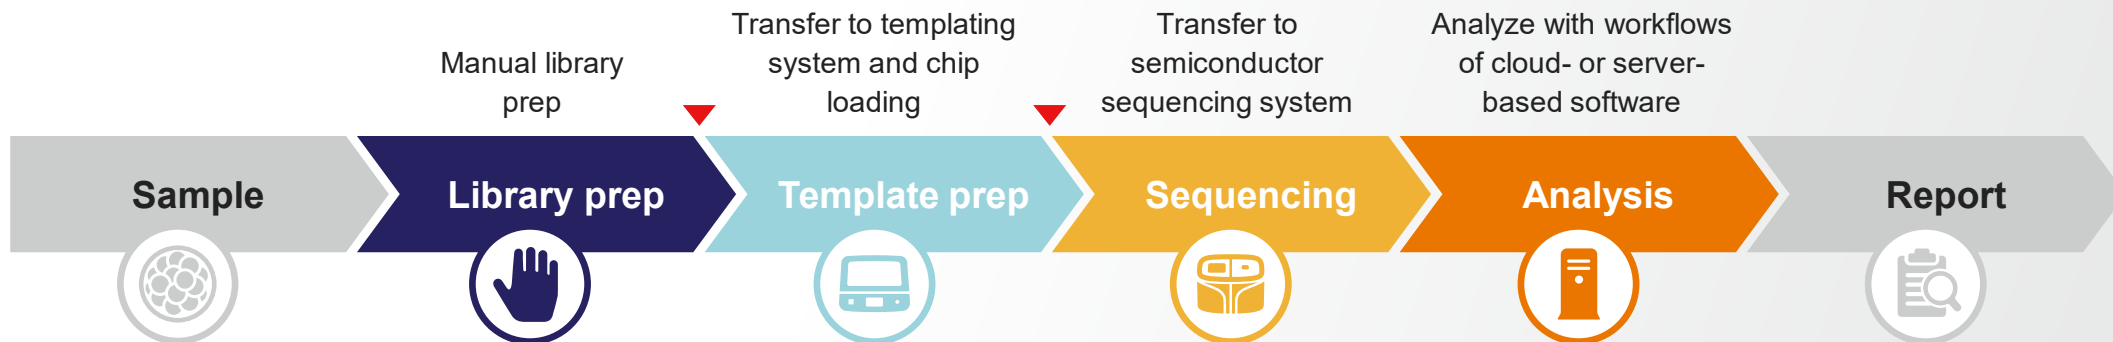 Manual library
prep
Transfer to templating
system and chip
loading
Transfer to
semiconductor
sequencing system
Analyze with workflows
of cloud- or server-
based software
Sample
Library prep
Template prep
Sequencing
Analysis
Report